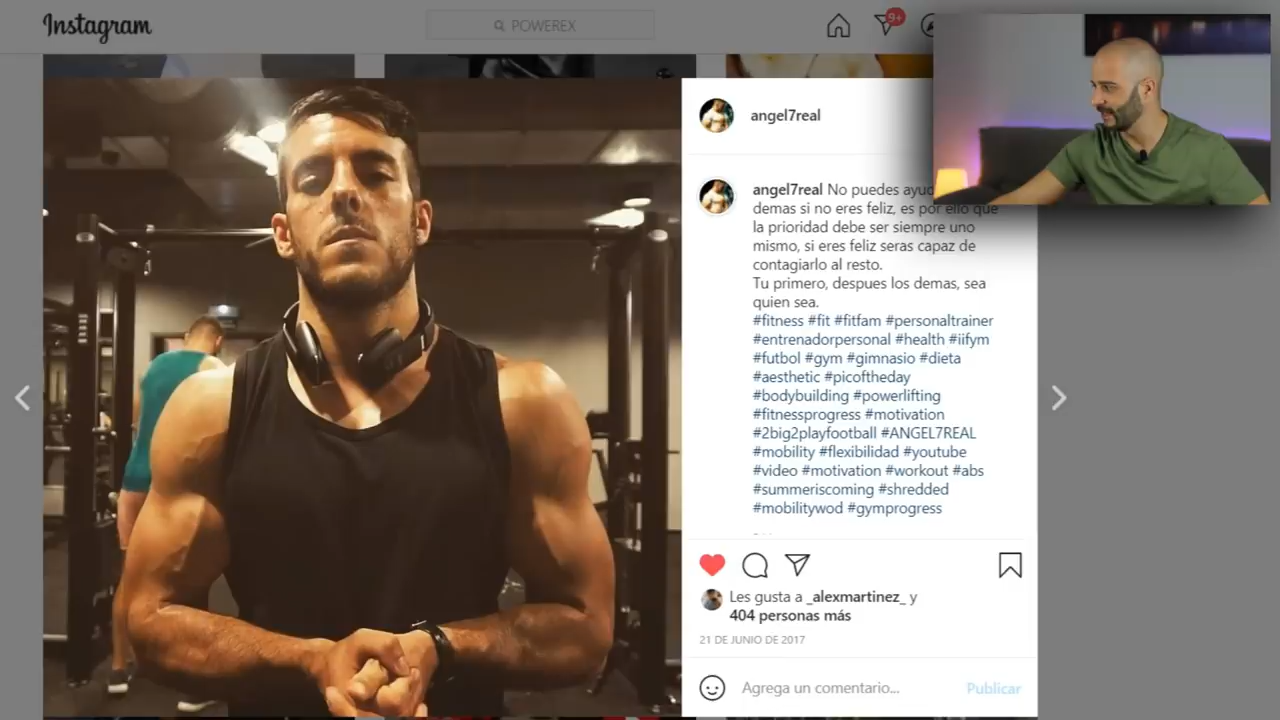 Instagram
POWEREX
9+
angel7real
angel7real No puedes
demas si no eres feliz, es por ello que
la prioridad debe ser siempre uno
mismo, si eres feliz seras capaz de
contagiarlo al resto.
Tu primero, despues los demas, sea
quien sea.
#fitness #fit #fitfam #personaltrainer
#entrenadorpersonal #health #iifym
#futbol #gym #gimnasio #dieta
#aesthetic #picoftheday
#bodybuilding #powerlifting
#fitnessprogress #motivation
#2big2playfootball #ANGEL7REAL
#mobility #flexibilidad #youtube
#video #motivation #workout #abs
#summeriscoming #shredded
#mobilitywod #gymprogress
Les gusta a _alexmartinez_ y
404 personas más
21 DE JUNIO DE 2017
Agrega un comentario...
Publicar